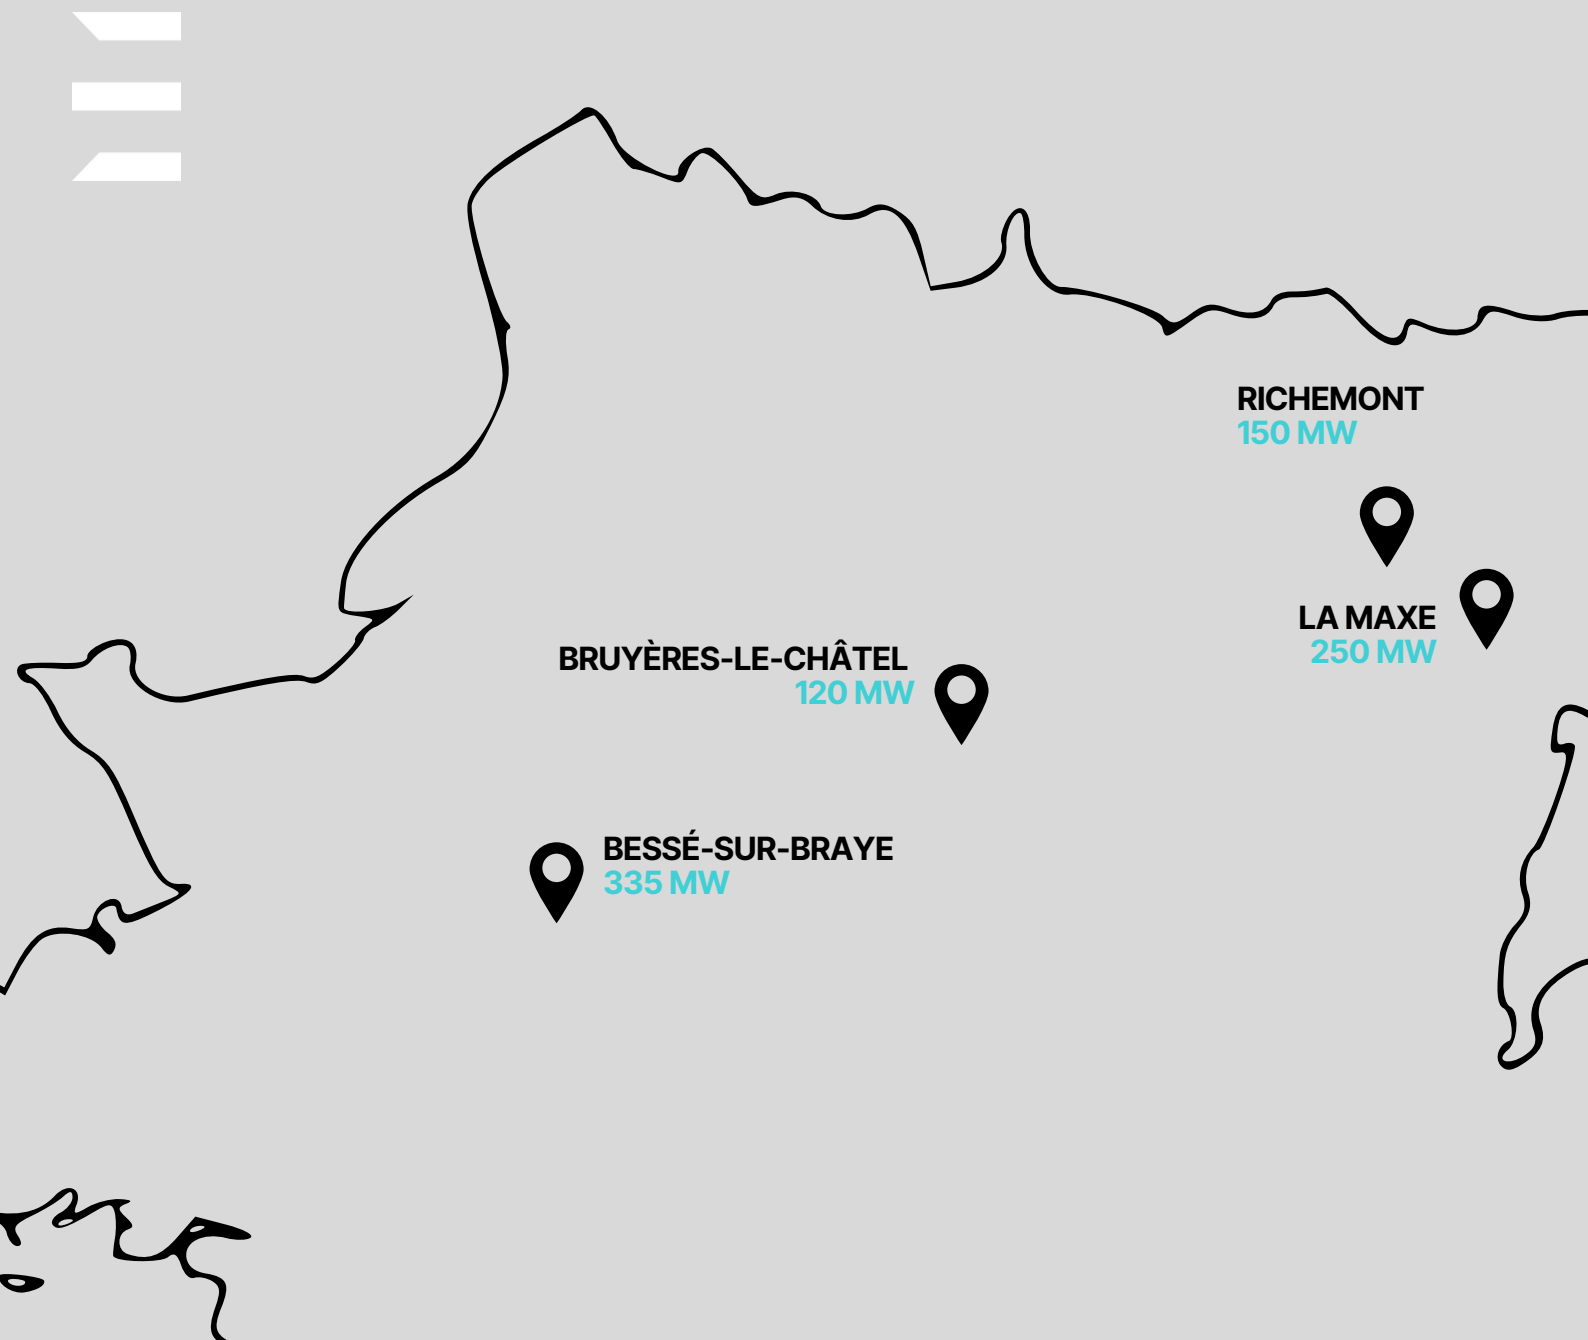 RICHEMONT
150 MW
LA MAXE
250 MW
BRUYÈRES-LE-CHÂTEL
120 MW
BESSÉ-SUR-BRAYE
335 MW